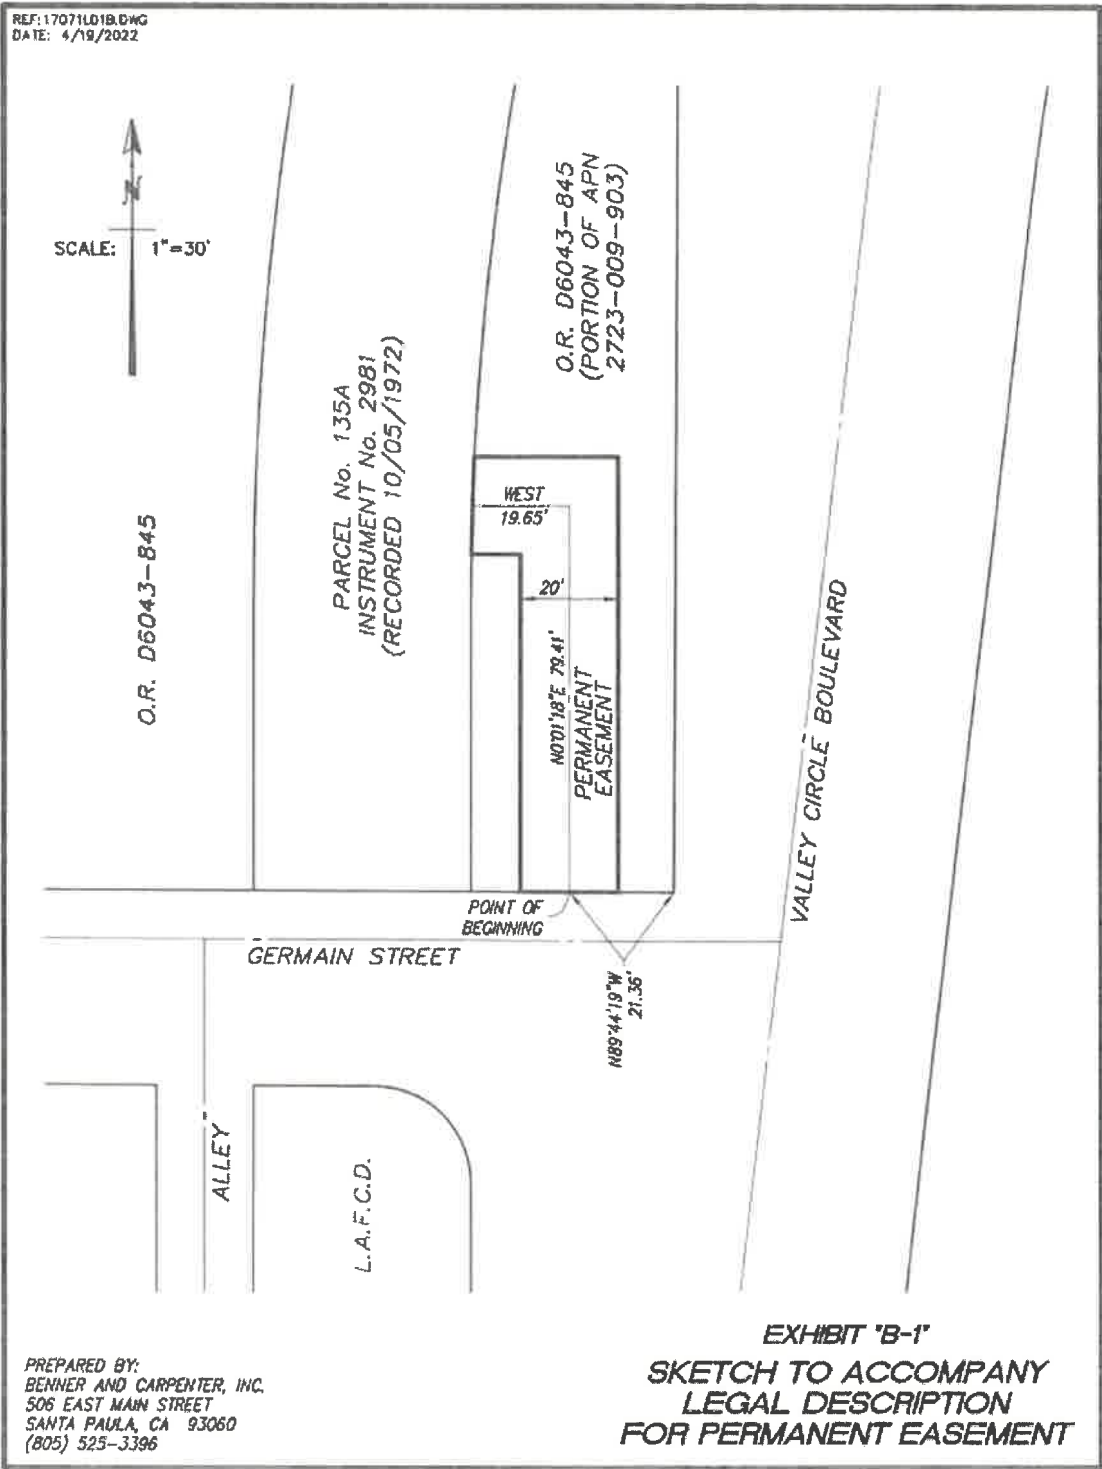 REF:17071L01B.DWG
DATE: 4/19/2022
N
SCALE: 1"=30'
O.R. D6043-845
(PORTION OF APN
2723-009-903)
PARCEL No. 135A
INSTRUMENT No. 2981
(RECORDED 10/05/1972)
O.R. D6043-845
WEST
19.65'
20'
N0°01'18"E 79.41'
PERMANENT
EASEMENT
VALLEY CIRCLE BOULEVARD
POINT OF
BEGINNING
GERMAIN STREET
N89°44'19"W
21.36'
ALLEY
L.A.F.C.D.
EXHIBIT "B-1"
SKETCH TO ACCOMPANY
LEGAL DESCRIPTION
FOR PERMANENT EASEMENT
PREPARED BY:
BENNER AND CARPENTER, INC.
506 EAST MAIN STREET
SANTA PAULA, CA 93060
(805) 525-3396